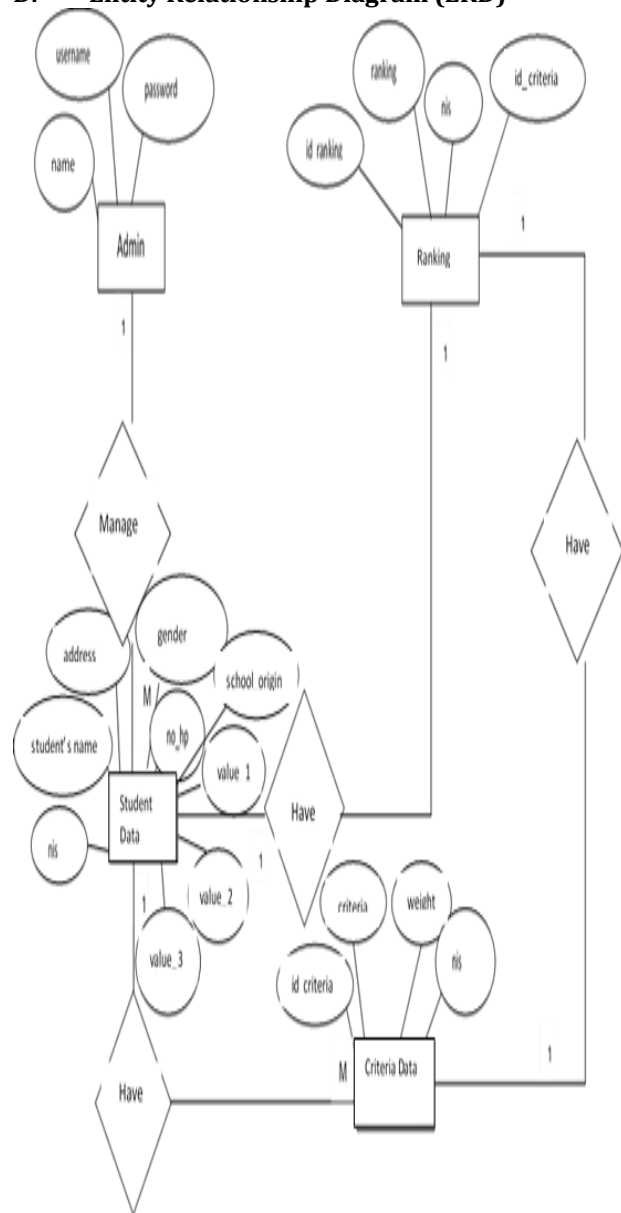 Entity Relationship Diagram (ERD)
username
password
name
Admin
1
ranking
id_criteria
nis
id ranking
Ranking
1
1
Manage
Have
gender
address
M
school origin
student's name
no_hp
value_1
Student
Data
Have
nis
1
1
value_2
value_3
criteria
weight
nis
id criteria
Criteria Data
M
1
Have